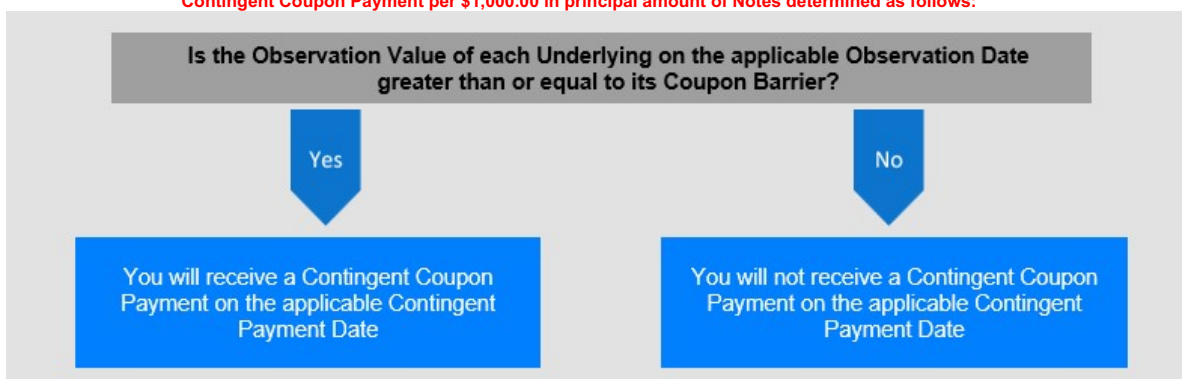 Contingent Coupon Payment per $1,000.00 in principal amount of Notes determined as follows:
Is the Observation Value of each Underlying on the applicable Observation Date
greater than or equal to its Coupon Barrier?
Yes
No
You will receive a Contingent Coupon
Payment on the applicable Contingent
Payment Date
You will not receive a Contingent Coupon
Payment on the applicable Contingent
Payment Date